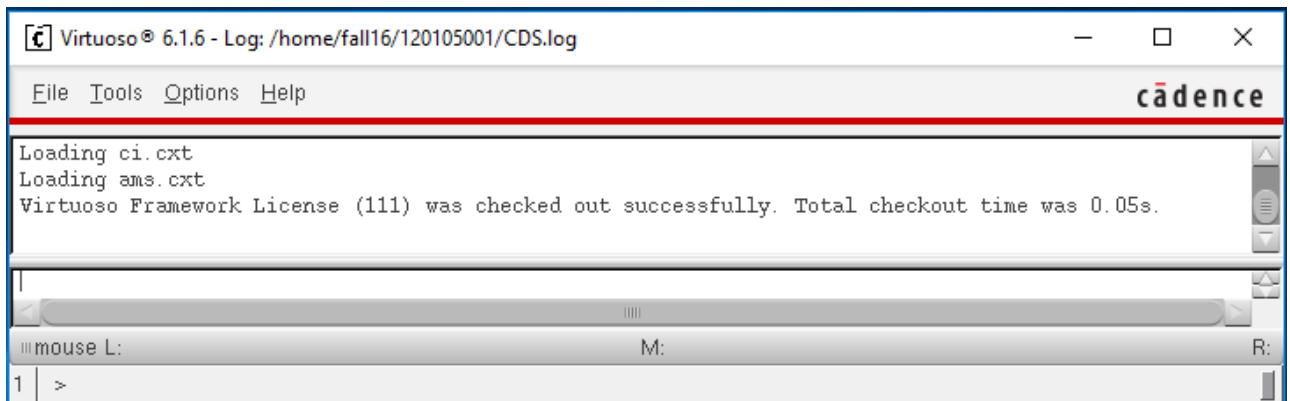 Virtuoso® 6.1.6 - Log: /home/fall16/120105001/CDS.log
File Tools Options Help
cādence
Loading ci.cxt
Loading ams.cxt
Virtuoso Framework License (111) was checked out successfully. Total checkout time was 0.05s.
mouse L: M: R:
1 >